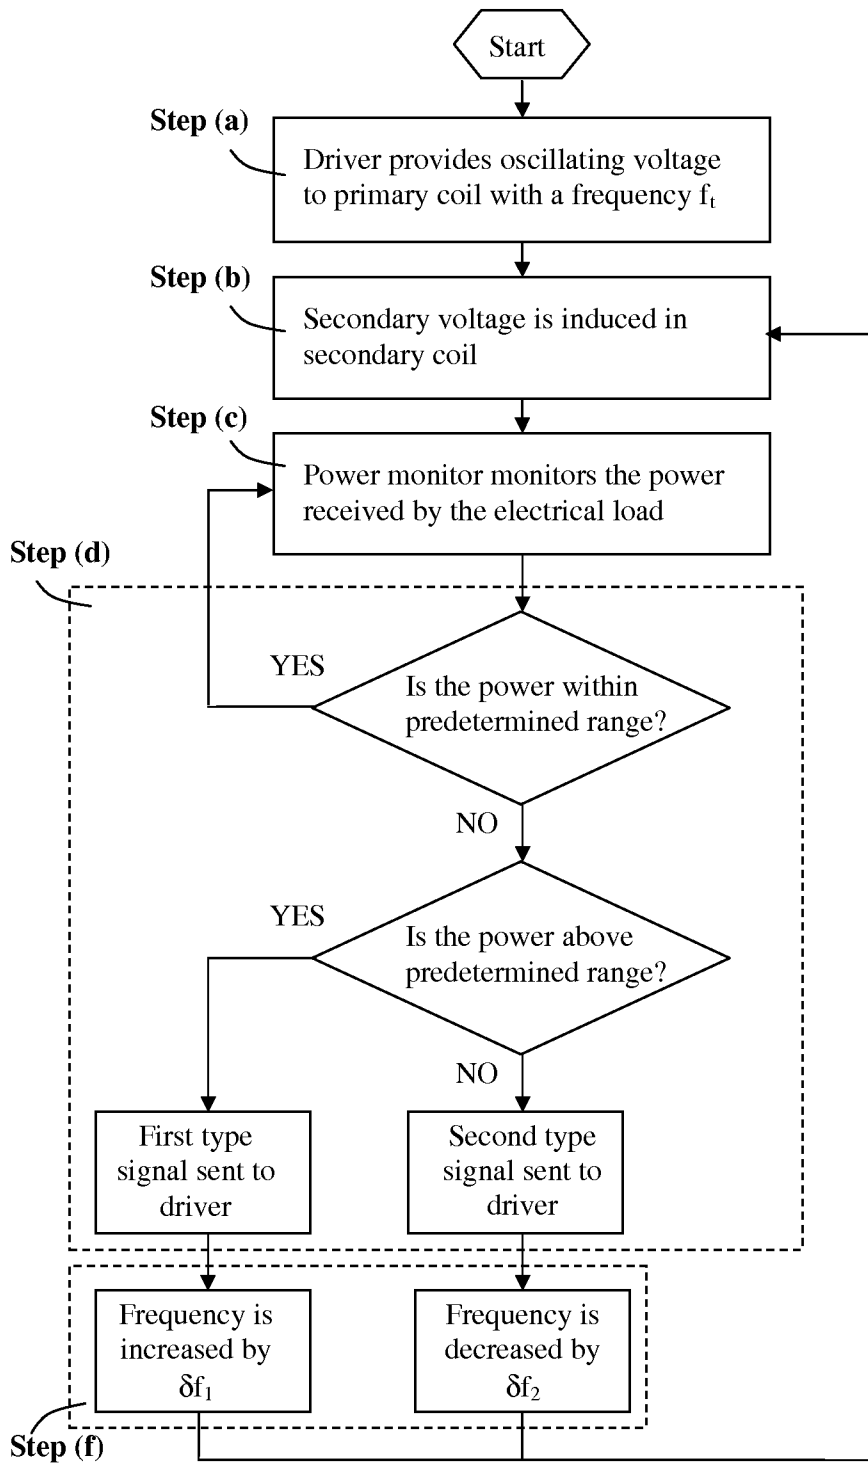 Start
Step (a)
Driver provides oscillating voltage
to primary coil with a frequency fₜ
Step (b)
Secondary voltage is induced in
secondary coil
Step (c)
Power monitor monitors the power
received by the electrical load
Step (d)
YES
Is the power within
predetermined range?
NO
YES
Is the power above
predetermined range?
NO
First type
signal sent to
driver
Second type
signal sent to
driver
Frequency is
increased by
δf₁
Frequency is
decreased by
δf₂
Step (f)